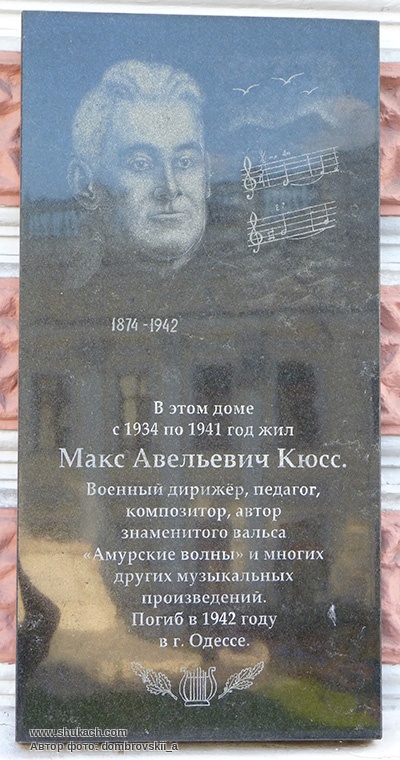 1874-1942
В этом доме
с 1934 по 1941 год жил
Макс Авельевич Кюсс.
Военный дирижёр, педагог,
композитор, автор
знаменитого вальса
«Амурские волны» и многих
других музыкальных
произведений.
Погиб в 1942 году
в г. Одессе.
www.shukach.com
Автор фото: dombrovskii_a